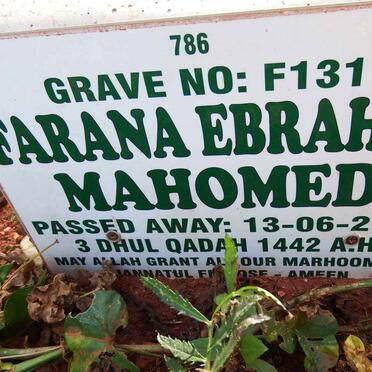 786
GRAVE NO: F131
FARANA EBRAH
MAHOMED
PASSED AWAY: 13-06-2
3 DHUL QADAH 1442 A.H
MAY ALLAH GRANT ALL OUR MARHOOM
JANNATUL FIRDOSE - AMEEN